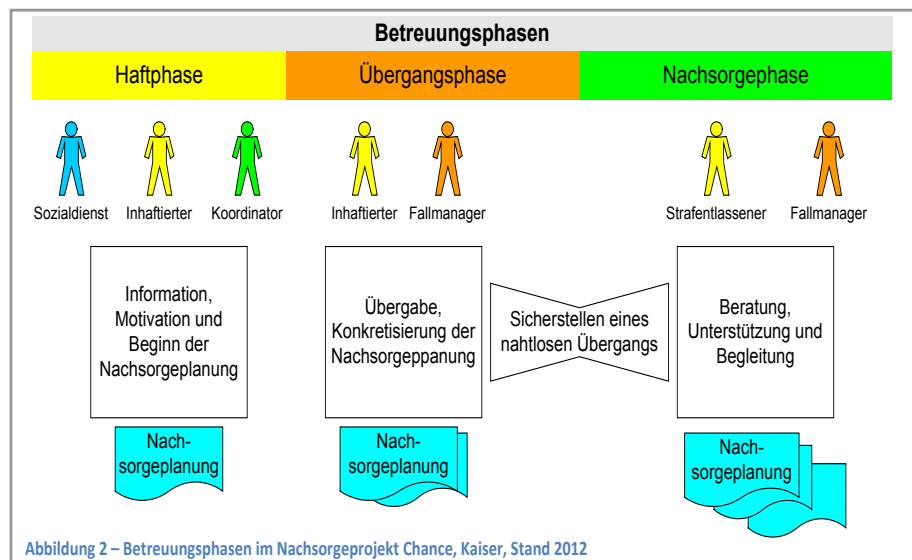 Betreuungsphasen
Haftphase
Übergangsphase
Nachsorgephase
Sozialdienst
Inhaftierter
Koordinator
Inhaftierter
Fallmanager
Strafentlassener
Fallmanager
Information,
Motivation und
Beginn der
Nachsorgeplanung
Übergabe,
Konkretisierung der
Nachsorgeppanung
Sicherstellen eines
nahtlosen Übergangs
Beratung,
Unterstützung und
Begleitung
Nach-
sorgeplanung
Nach-
sorgeplanung
Nach-
sorgeplanung
Abbildung 2 – Betreuungsphasen im Nachsorgeprojekt Chance, Kaiser, Stand 2012